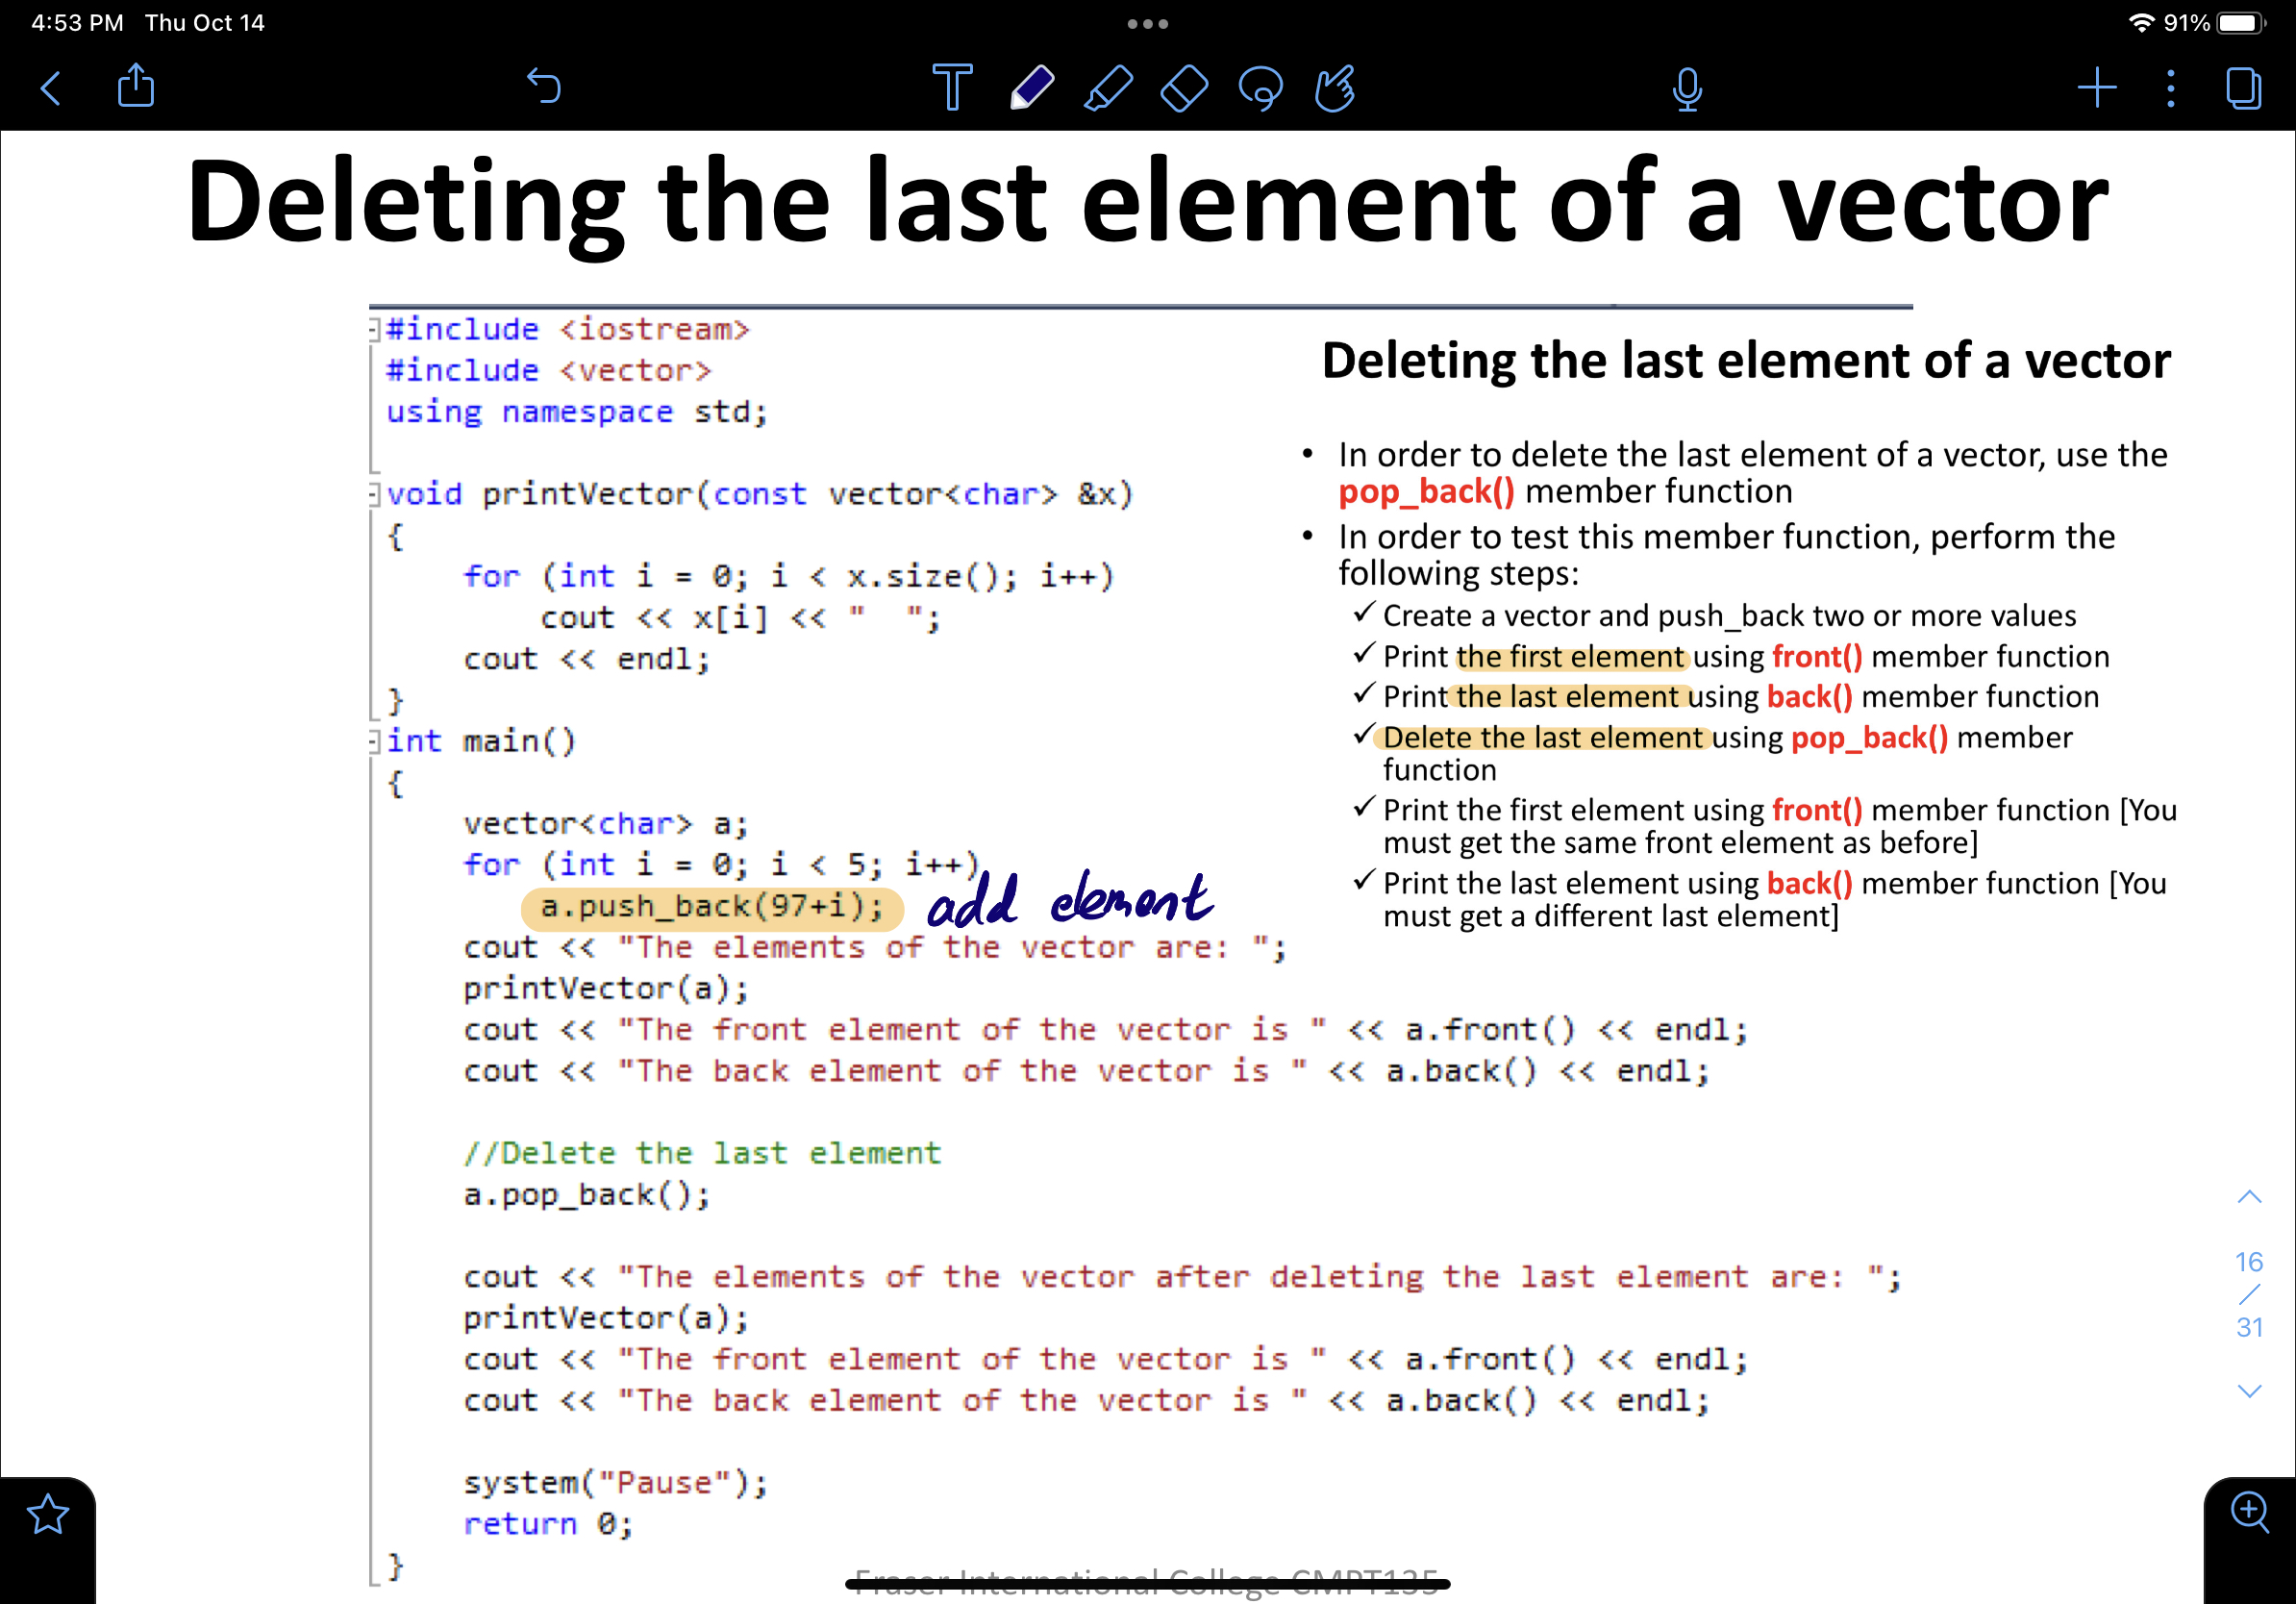 4:53 PM Thu Oct 14
91%
T
Deleting the last element of a vector
#include <iostream>
#include <vector>
using namespace std;
void printVector(const vector<char> &x)
{
for (int i = 0; i < x.size(); i++)
cout << x[i] << "  ";
cout << endl;
}
int main()
{
vector<char> a;
for (int i = 0; i < 5; i++)
a.push_back(97+i); add element
cout << "The elements of the vector are: ";
printVector(a);
cout << "The front element of the vector is " << a.front() << endl;
cout << "The back element of the vector is " << a.back() << endl;
//Delete the last element
a.pop_back();
cout << "The elements of the vector after deleting the last element are: ";
printVector(a);
cout << "The front element of the vector is " << a.front() << endl;
cout << "The back element of the vector is " << a.back() << endl;
system("Pause");
return 0;
}
Deleting the last element of a vector
• In order to delete the last element of a vector, use the
pop_back() member function
• In order to test this member function, perform the
following steps:
✓ Create a vector and push_back two or more values
✓ Print the first element using front() member function
✓ Print the last element using back() member function
✓ Delete the last element using pop_back() member
function
✓ Print the first element using front() member function [You
must get the same front element as before]
✓ Print the last element using back() member function [You
must get a different last element]
16
/
31
Fraser International College CMPT135